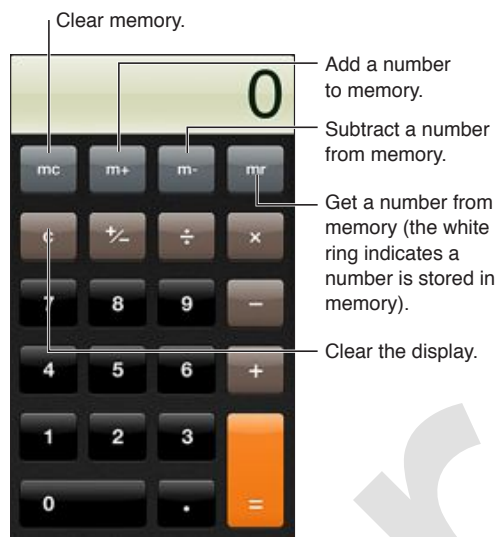 Clear memory.
0
Add a number
to memory.
Subtract a number
from memory.
mc m+ m- mr
Get a number from
memory (the white
ring indicates a
number is stored in
memory).
c +/− ÷ ×
7 8 9 −
Clear the display.
4 5 6 +
1 2 3
0 . =
r